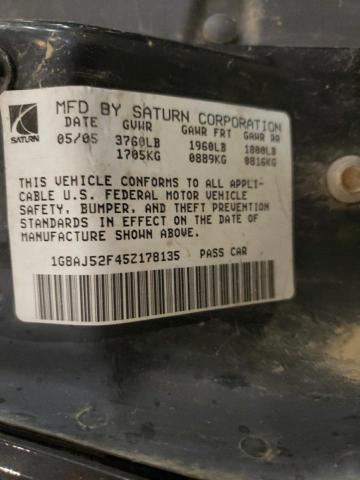 MFD BY SATURN CORPORATION
DATE GVWR GAWR FRT GAWR RR
05/05 3760LB 1960LB 1800LB
1705KG 0889KG 0816KG
SATURN
THIS VEHICLE CONFORMS TO ALL APPLI-
CABLE U.S. FEDERAL MOTOR VEHICLE
SAFETY, BUMPER, AND THEFT PREVENTION
STANDARDS IN EFFECT ON THE DATE OF
MANUFACTURE SHOWN ABOVE.
1G8AJ52F45Z178135 PASS CAR